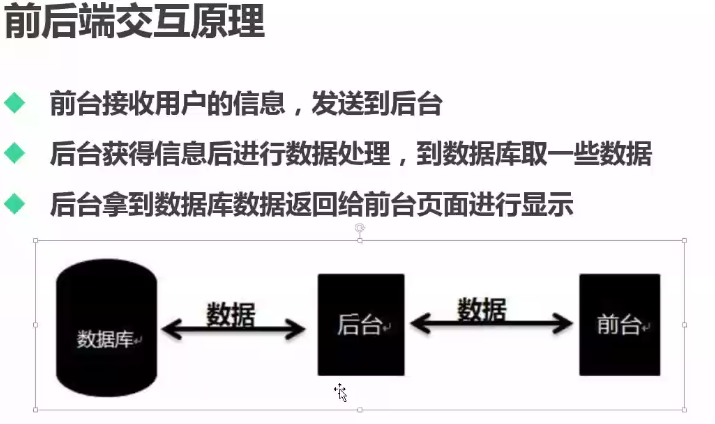 前后端交互原理
前台接收用户的信息，发送到后台
后台获得信息后进行数据处理，到数据库取一些数据
后台拿到数据库数据返回给前台页面进行显示
数据库
数据
后台
数据
前台